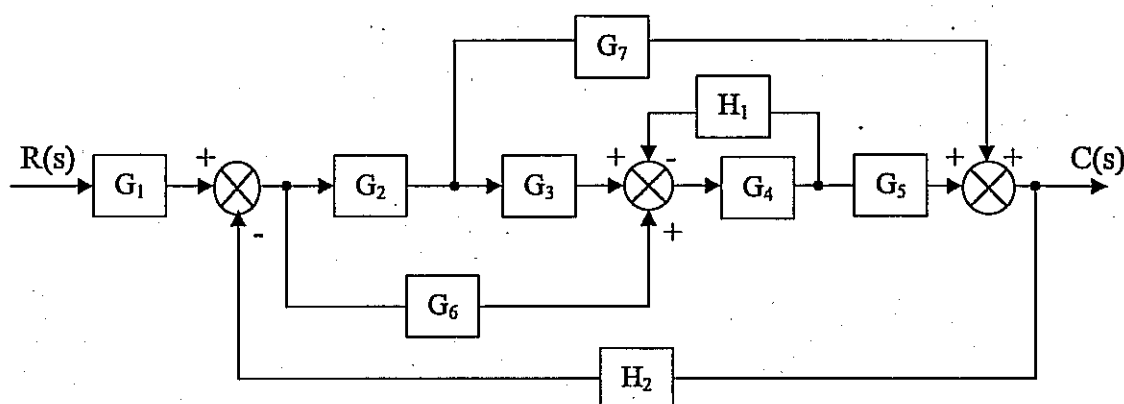 G₇
H₁
R(s) + + - + + C(s)
G₁ G₂ G₃ G₄ G₅
- +
G₆
H₂